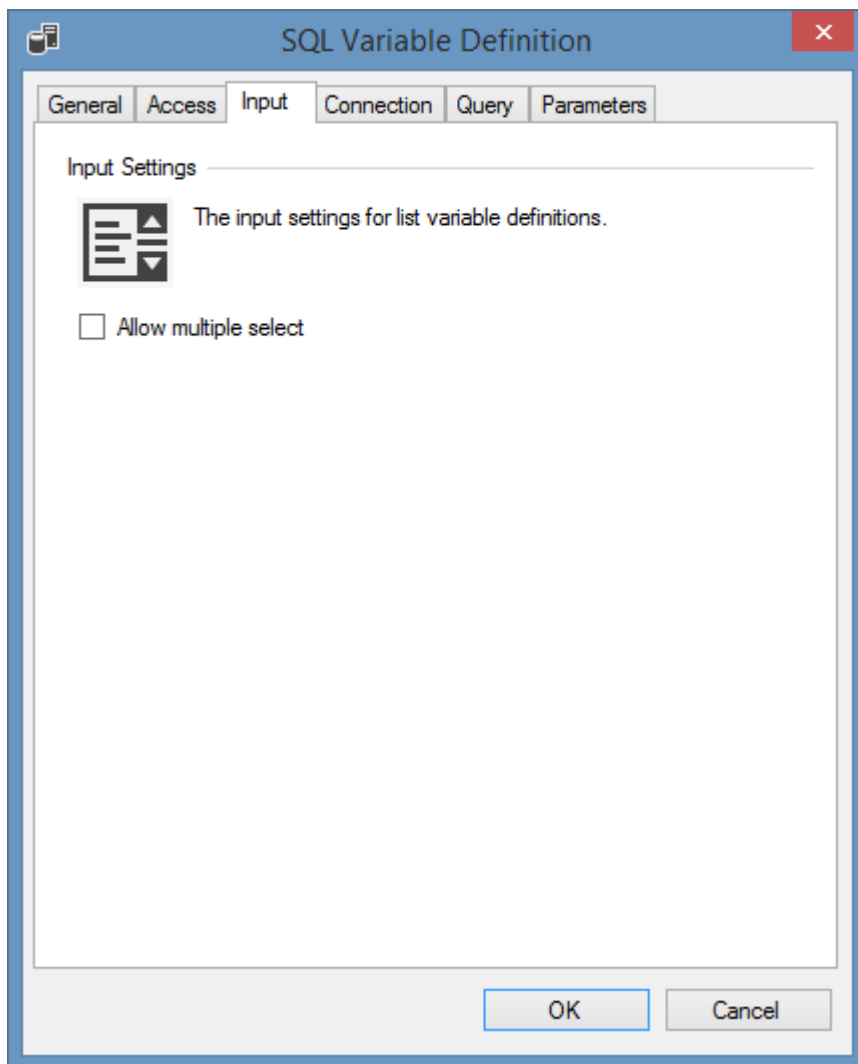 SQL Variable Definition
General Access Input Connection Query Parameters
Input Settings
The input settings for list variable definitions.
Allow multiple select
OK Cancel